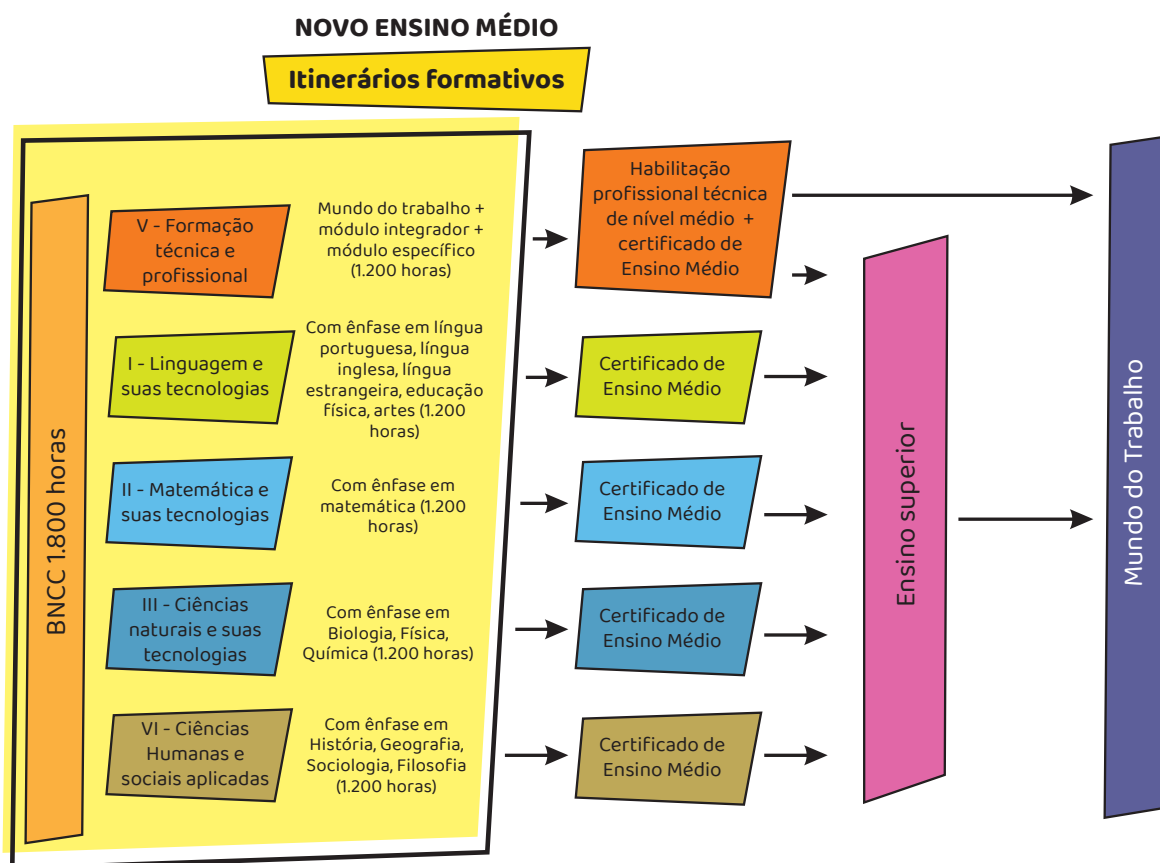 NOVO ENSINO MÉDIO
Itinerários formativos
BNCC 1.800 horas
V - Formação
técnica e
profissional
Mundo do trabalho +
módulo integrador +
módulo específico
(1.200 horas)
Habilitação
profissional técnica
de nível médio +
certificado de
Ensino Médio
I - Linguagem e
suas tecnologias
Com ênfase em língua
portuguesa, língua
inglesa, língua
estrangeira, educação
física, artes (1.200
horas)
Certificado de
Ensino Médio
II - Matemática e
suas tecnologias
Com ênfase em
matemática (1.200
horas)
Certificado de
Ensino Médio
III - Ciências
naturais e suas
tecnologias
Com ênfase em
Biologia, Física,
Química (1.200 horas)
Certificado de
Ensino Médio
VI - Ciências
Humanas e
sociais aplicadas
Com ênfase em
História, Geografia,
Sociologia, Filosofia
(1.200 horas)
Certificado de
Ensino Médio
Ensino superior
Mundo do Trabalho